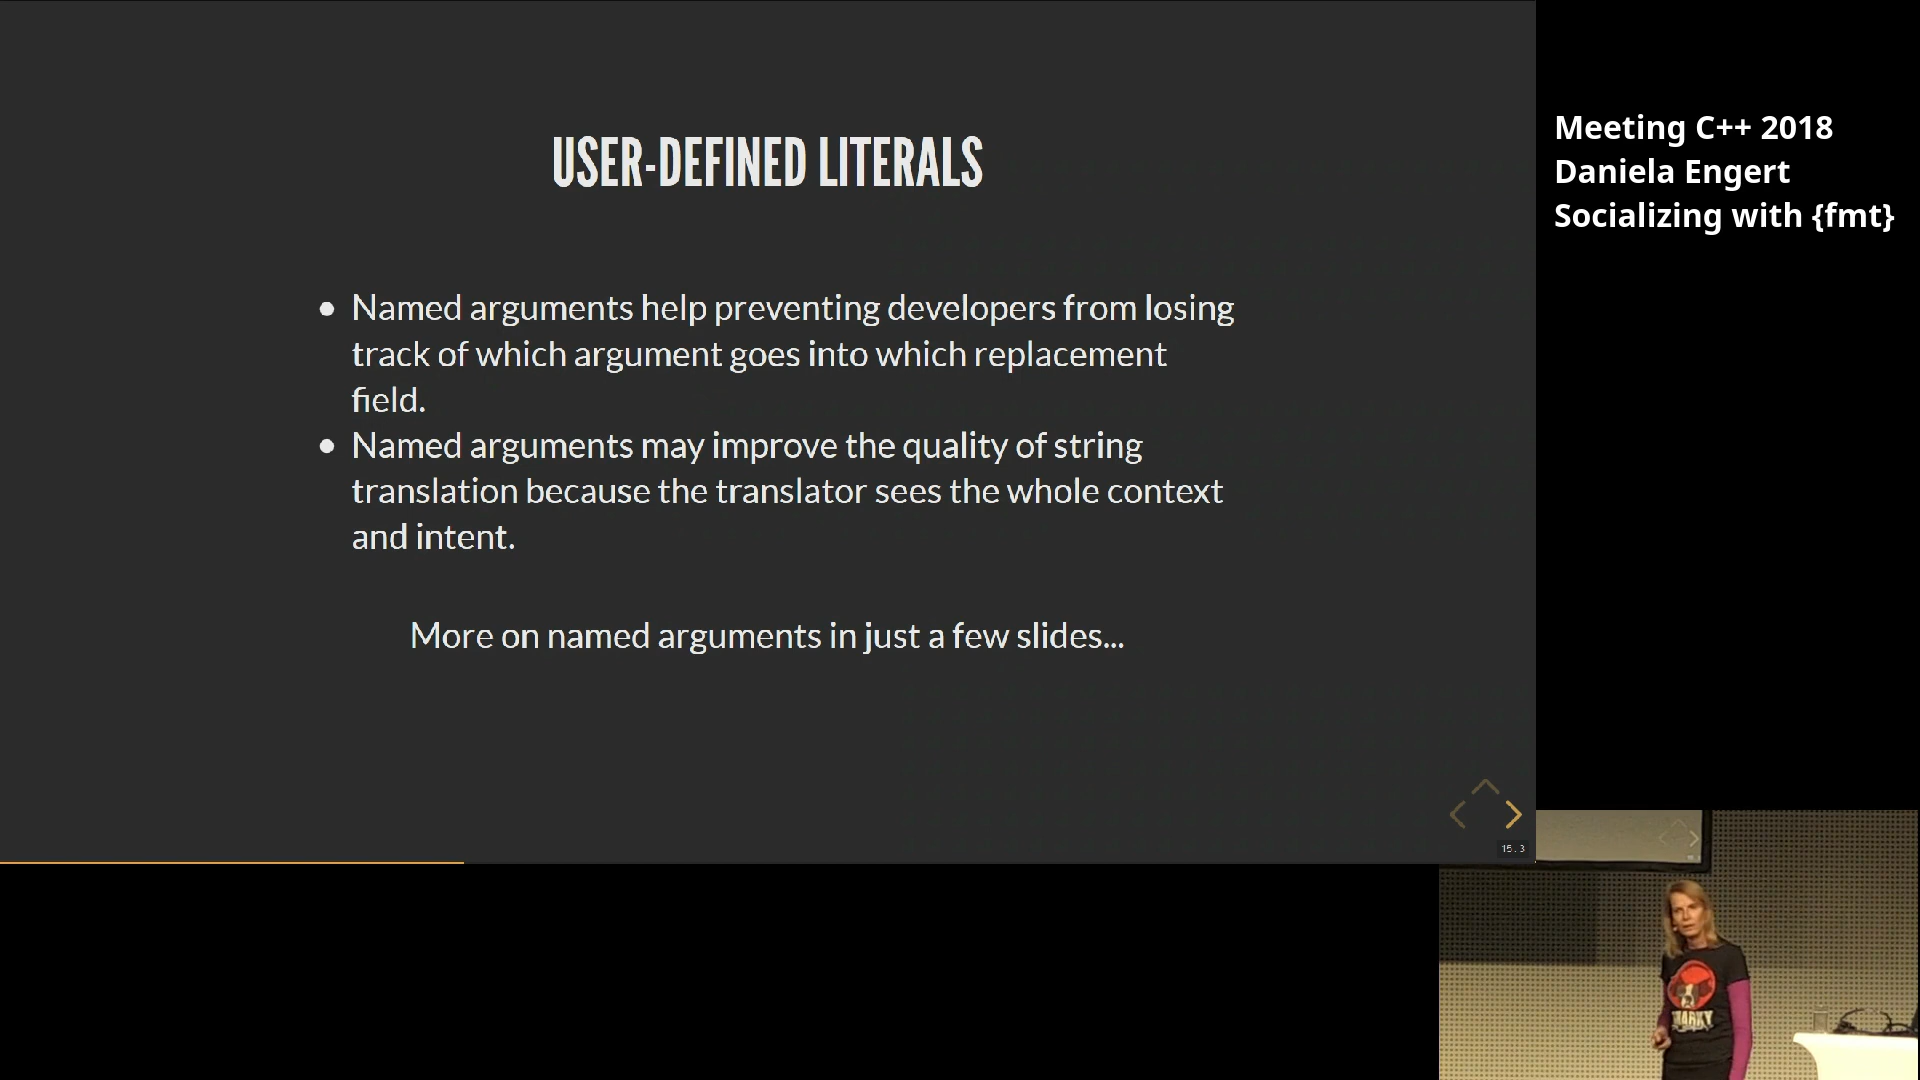 USER-DEFINED LITERALS
Named arguments help preventing developers from losing
track of which argument goes into which replacement
field.
Named arguments may improve the quality of string
translation because the translator sees the whole context
and intent.
More on named arguments in just a few slides...
15.3
Meeting C++ 2018
Daniela Engert
Socializing with {fmt}